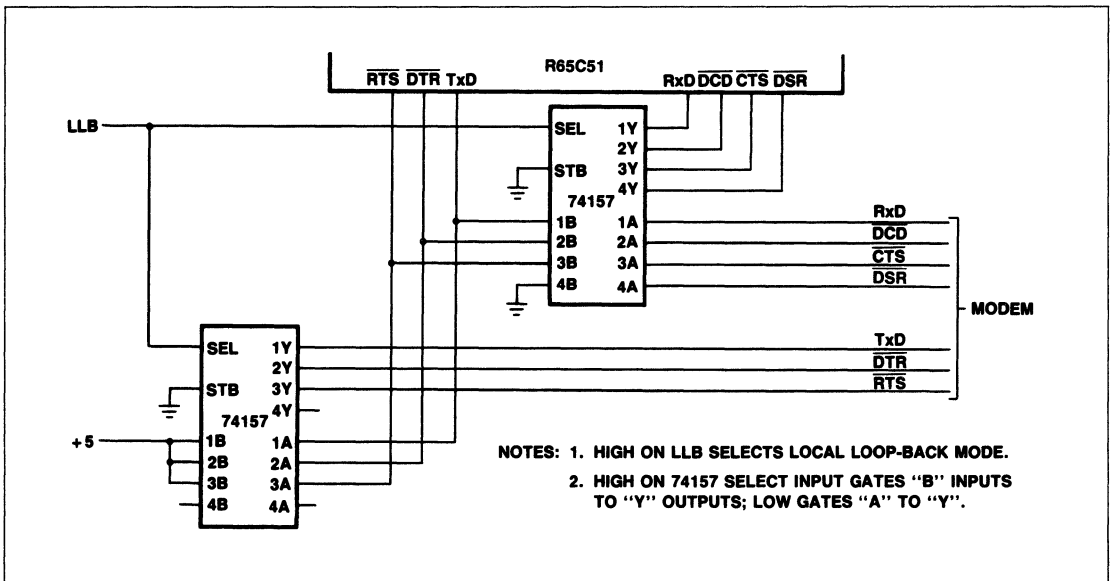 R65C51
RTS DTR TxD RxD DCD CTS DSR
LLB
SEL 1Y
2Y
STB 3Y
4Y
74157
1B 1A
2B 2A
3B 3A
4B 4A
RxD
DCD
CTS
DSR
MODEM
TxD
DTR
RTS
SEL 1Y
2Y
STB 3Y
4Y
74157
+5
1B 1A
2B 2A
3B 3A
4B 4A
NOTES: 1. HIGH ON LLB SELECTS LOCAL LOOP-BACK MODE.
2. HIGH ON 74157 SELECT INPUT GATES "B" INPUTS
TO "Y" OUTPUTS; LOW GATES "A" TO "Y".